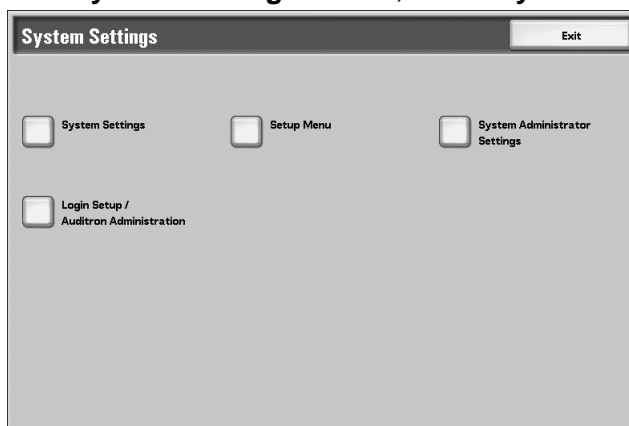 System Settings
Exit
System Settings
Setup Menu
System Administrator
Settings
Login Setup /
Auditron Administration